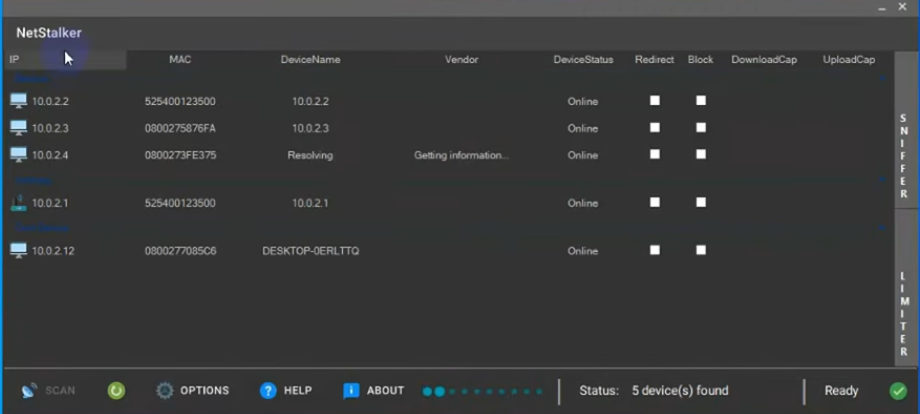 NetStalker
IP MAC DeviceName Vendor DeviceStatus Redirect Block DownloadCap UploadCap
10.0.2.2 525400123500 10.0.2.2 Online
10.0.2.3 0800275876FA 10.0.2.3 Online
10.0.2.4 0800273FE375 Resolving Getting information... Online
10.0.2.1 525400123500 10.0.2.1 Online
10.0.2.12 0800277085C6 DESKTOP-0ERLTTQ Online
SNIFFER
LIMITER
SCAN OPTIONS HELP ABOUT Status: 5 device(s) found Ready